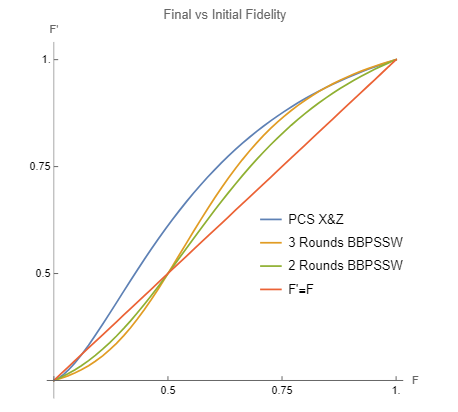 Final vs Initial Fidelity
F'
1.
0.75
0.5
PCS X&Z
3 Rounds BBPSSW
2 Rounds BBPSSW
F'=F
0.5
0.75
1.
F